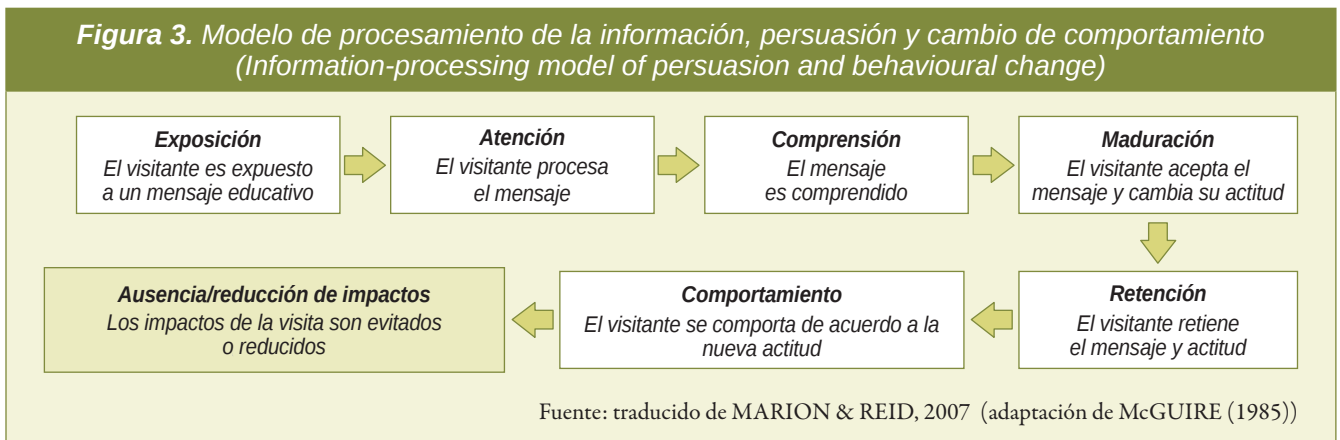 Figura 3. Modelo de procesamiento de la información, persuasión y cambio de comportamiento
(Information-processing model of persuasion and behavioural change)
Exposición
El visitante es expuesto
a un mensaje educativo
Atención
El visitante procesa
el mensaje
Comprensión
El mensaje
es comprendido
Maduración
El visitante acepta el
mensaje y cambia su actitud
Retención
El visitante retiene
el mensaje y actitud
Comportamiento
El visitante se comporta de acuerdo a la
nueva actitud
Ausencia/reducción de impactos
Los impactos de la visita son evitados
o reducidos
Fuente: traducido de MARION & REID, 2007 (adaptación de McGUIRE (1985))